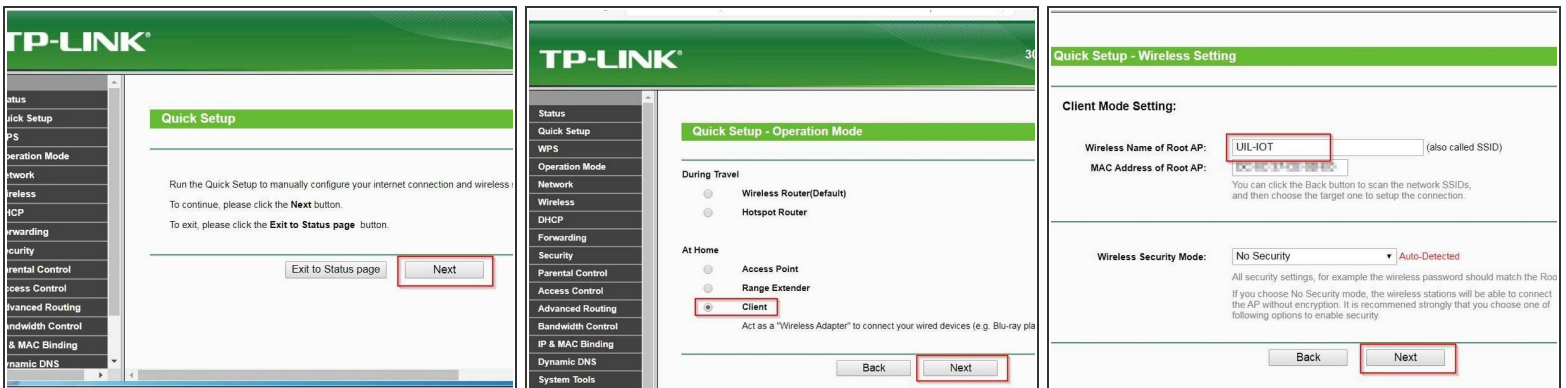 TP-LINK®
atus
uick Setup
PS
peration Mode
etwork
ireless
HCP
rwarding
curity
rental Control
ccess Control
dvanced Routing
andwidth Control
& MAC Binding
ynamic DNS
Quick Setup
Run the Quick Setup to manually configure your internet connection and wireless
To continue, please click the Next button.
To exit, please click the Exit to Status page button.
Exit to Status page
Next
TP-LINK®
30
Status
Quick Setup
WPS
Operation Mode
Network
Wireless
DHCP
Forwarding
Security
Parental Control
Access Control
Advanced Routing
Bandwidth Control
IP & MAC Binding
Dynamic DNS
System Tools
Quick Setup - Operation Mode
During Travel
Wireless Router(Default)
Hotspot Router
At Home
Access Point
Range Extender
Client
Act as a "Wireless Adapter" to connect your wired devices (e.g. Blu-ray pla
Back
Next
Quick Setup - Wireless Setting
Client Mode Setting:
Wireless Name of Root AP: UIL-IOT (also called SSID)
MAC Address of Root AP:
You can click the Back button to scan the network SSIDs,
and then choose the target one to setup the connection.
Wireless Security Mode: No Security Auto-Detected
All security settings, for example the wireless password should match the Roo
If you choose No Security mode, the wireless stations will be able to connect
the AP without encryption. It is recommened strongly that you choose one of
following options to enable security.
Back
Next